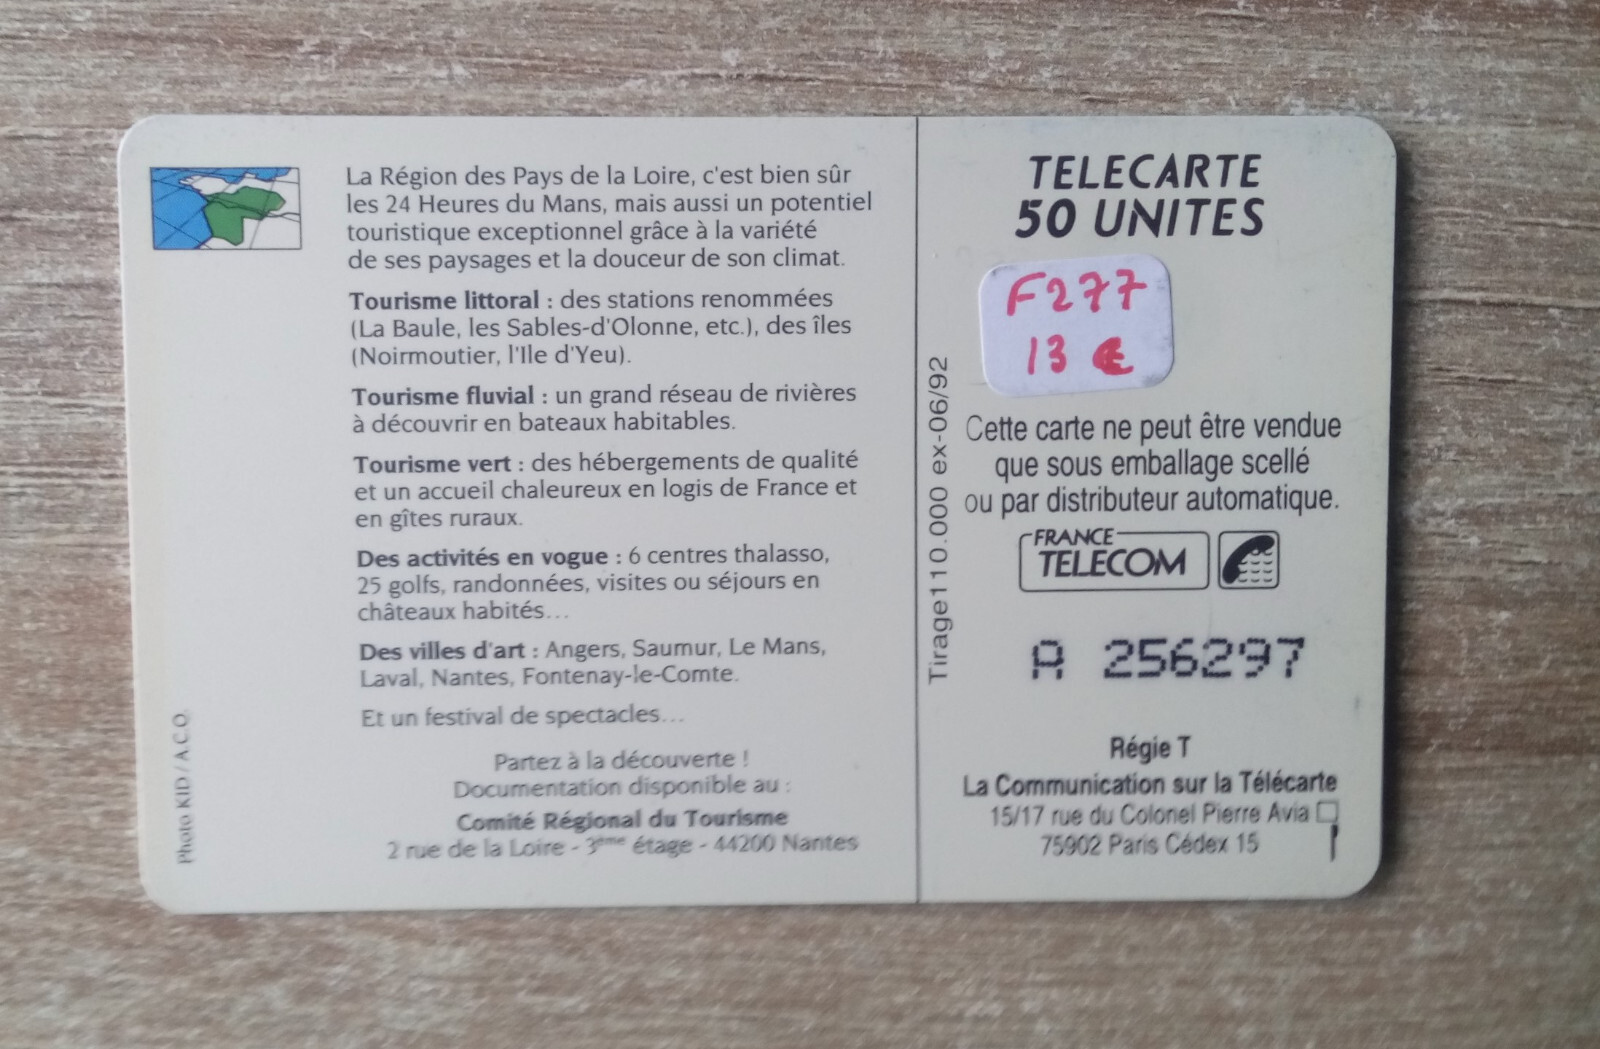 La Région des Pays de la Loire, c'est bien sûr
les 24 Heures du Mans, mais aussi un potentiel
touristique exceptionnel grâce à la variété
de ses paysages et la douceur de son climat.
Tourisme littoral : des stations renommées
(La Baule, les Sables-d'Olonne, etc.), des îles
(Noirmoutier, l'Ile d'Yeu).
Tourisme fluvial : un grand réseau de rivières
à découvrir en bateaux habitables.
Tourisme vert : des hébergements de qualité
et un accueil chaleureux en logis de France et
en gîtes ruraux.
Des activités en vogue : 6 centres thalasso,
25 golfs, randonnées, visites ou séjours en
châteaux habités...
Des villes d'art : Angers, Saumur, Le Mans,
Laval, Nantes, Fontenay-le-Comte.
Et un festival de spectacles...
Partez à la découverte !
Documentation disponible au :
Comité Régional du Tourisme
2 rue de la Loire - 3ème étage - 44200 Nantes
Photo KID / A.C.O.
Tirage110.000 ex-06/92
TELECARTE
50 UNITES
F277
13 €
Cette carte ne peut être vendue
que sous emballage scellé
ou par distributeur automatique.
FRANCE
TELECOM
A 256297
Régie T
La Communication sur la Télécarte
15/17 rue du Colonel Pierre Avia
75902 Paris Cédex 15